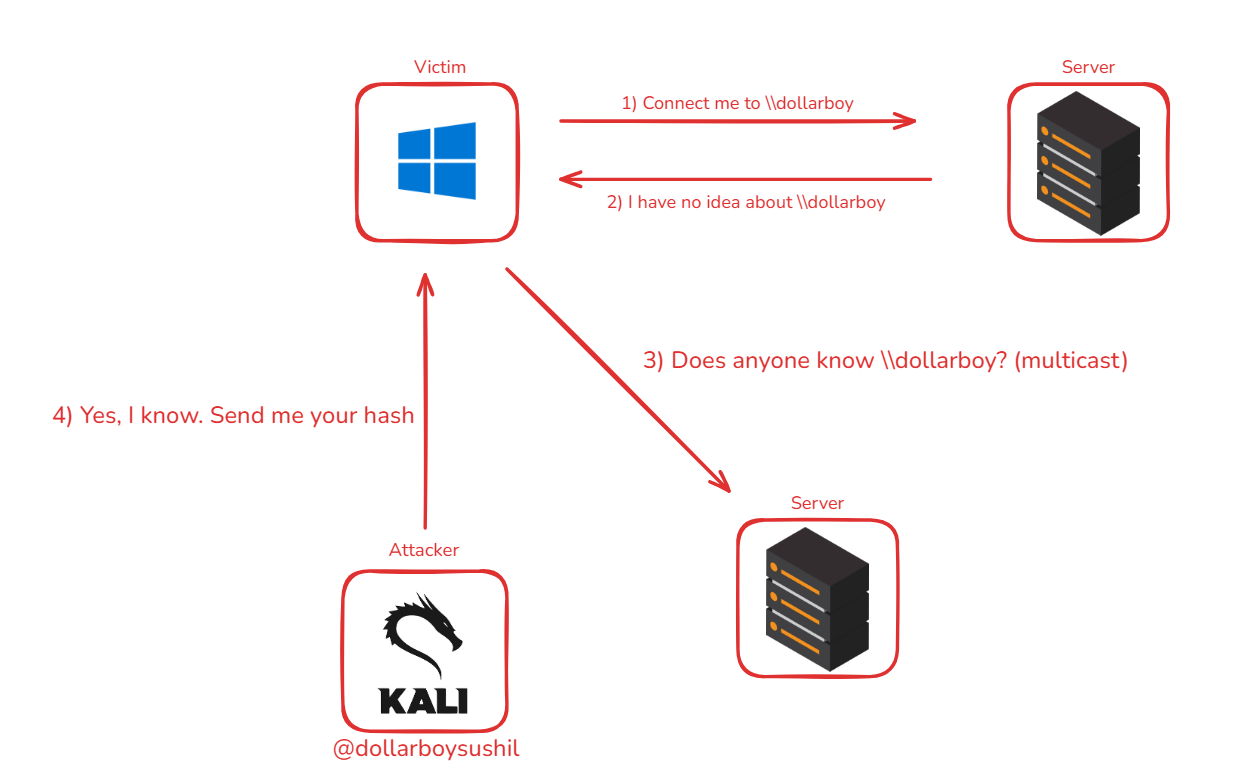 Victim
Server
1) Connect me to \\dollarboy
2) I have no idea about \\dollarboy
3) Does anyone know \\dollarboy? (multicast)
4) Yes, I know. Send me your hash
Server
Attacker
KALI
@dollarboysushil